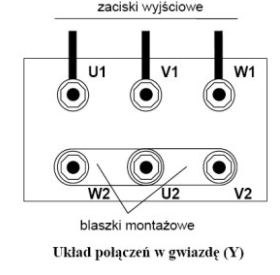 zaciski wyjściowe
U1 V1 W1
W2 U2 V2
blaszki montażowe
Układ połączeń w gwiazdę (Y)